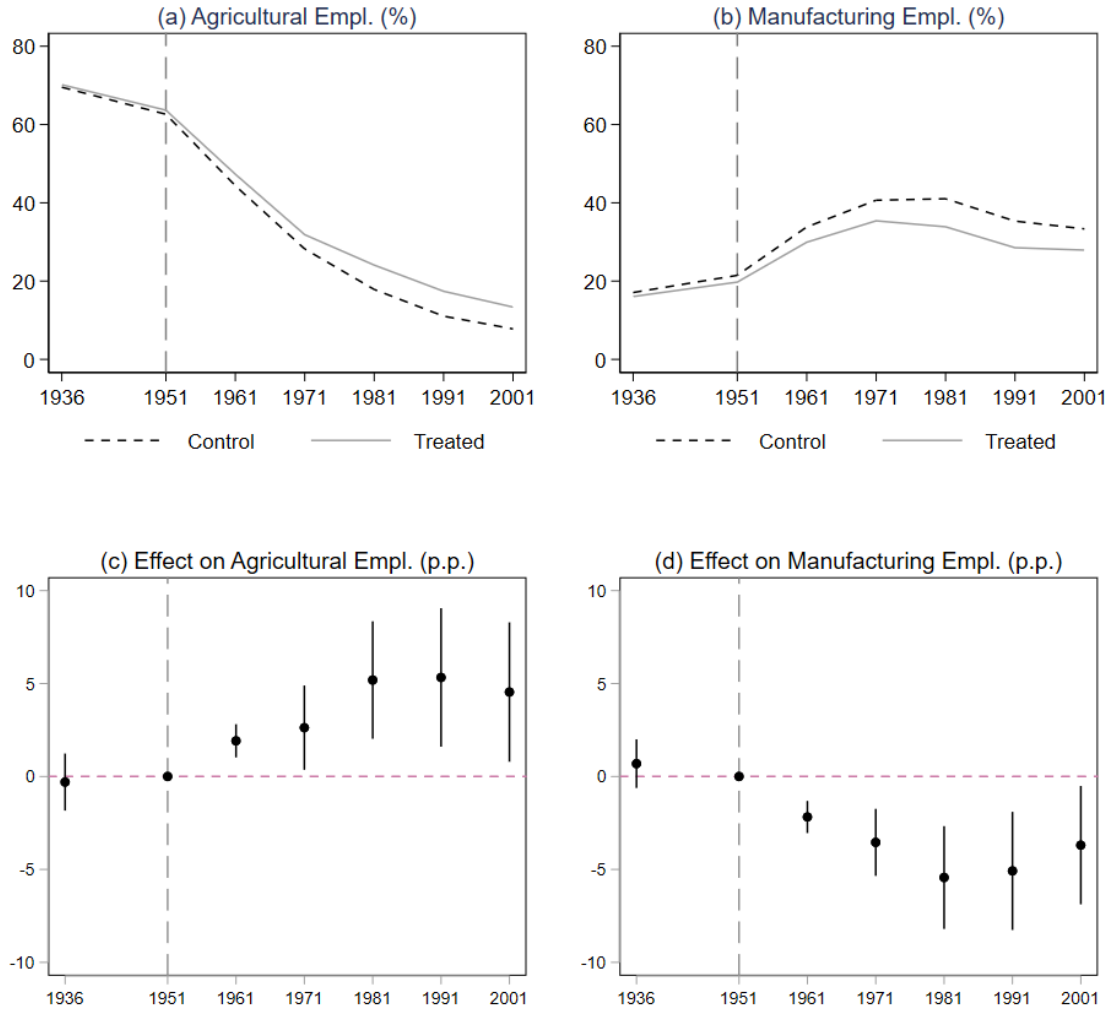 (a) Agricultural Empl. (%)
80
60
40
20
0
1936 1951 1961 1971 1981 1991 2001
Control Treated
(b) Manufacturing Empl. (%)
80
60
40
20
0
1936 1951 1961 1971 1981 1991 2001
Control Treated
(c) Effect on Agricultural Empl. (p.p.)
10
5
0
-5
-10
1936 1951 1961 1971 1981 1991 2001
(d) Effect on Manufacturing Empl. (p.p.)
10
5
0
-5
-10
1936 1951 1961 1971 1981 1991 2001